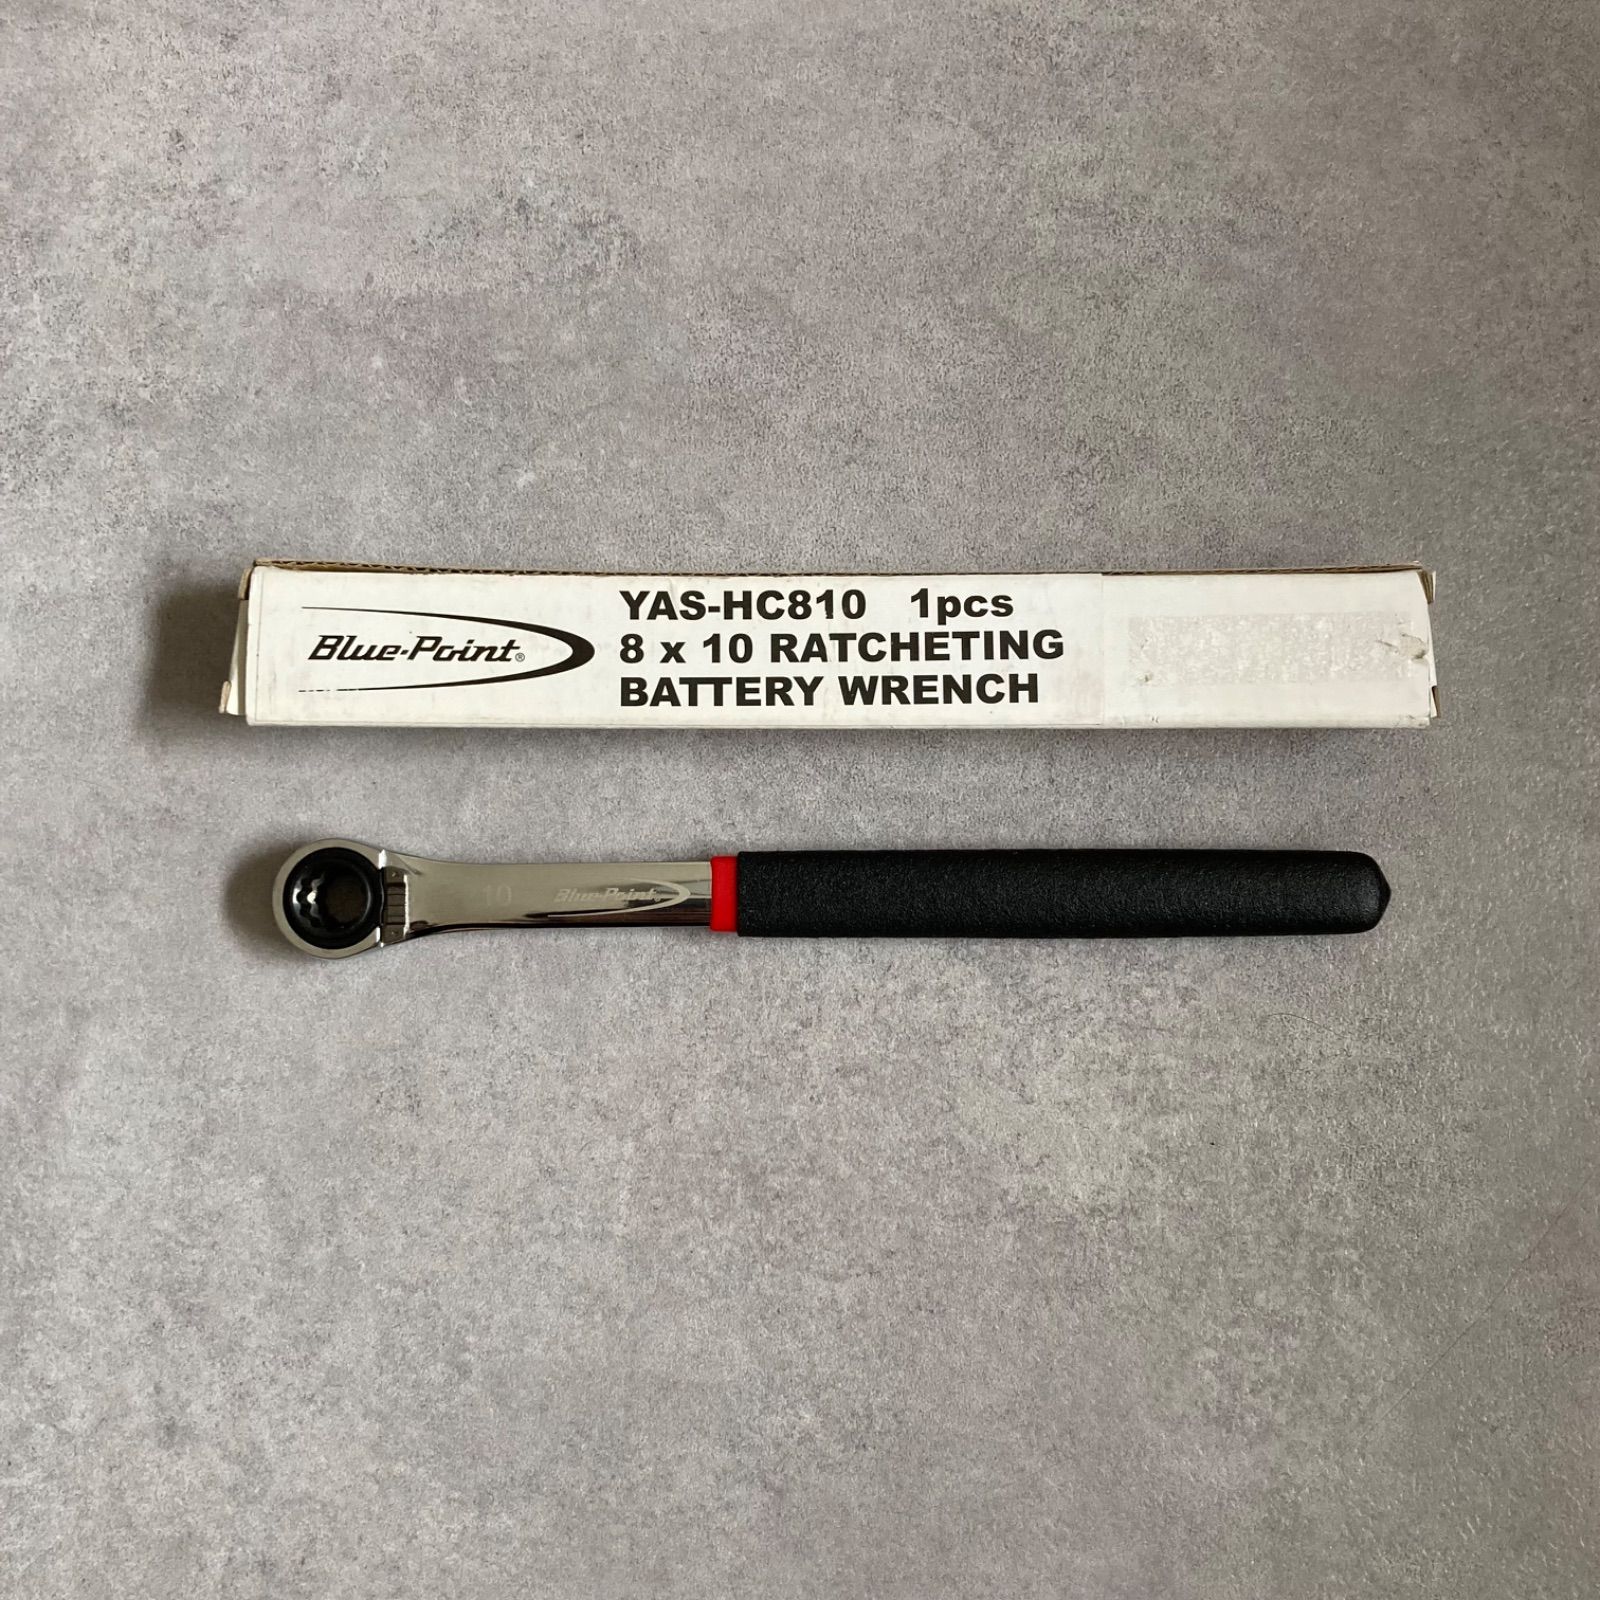 Blue-Point®
YAS-HC810 1pcs
8 x 10 RATCHETING
BATTERY WRENCH
10
Blue-Point